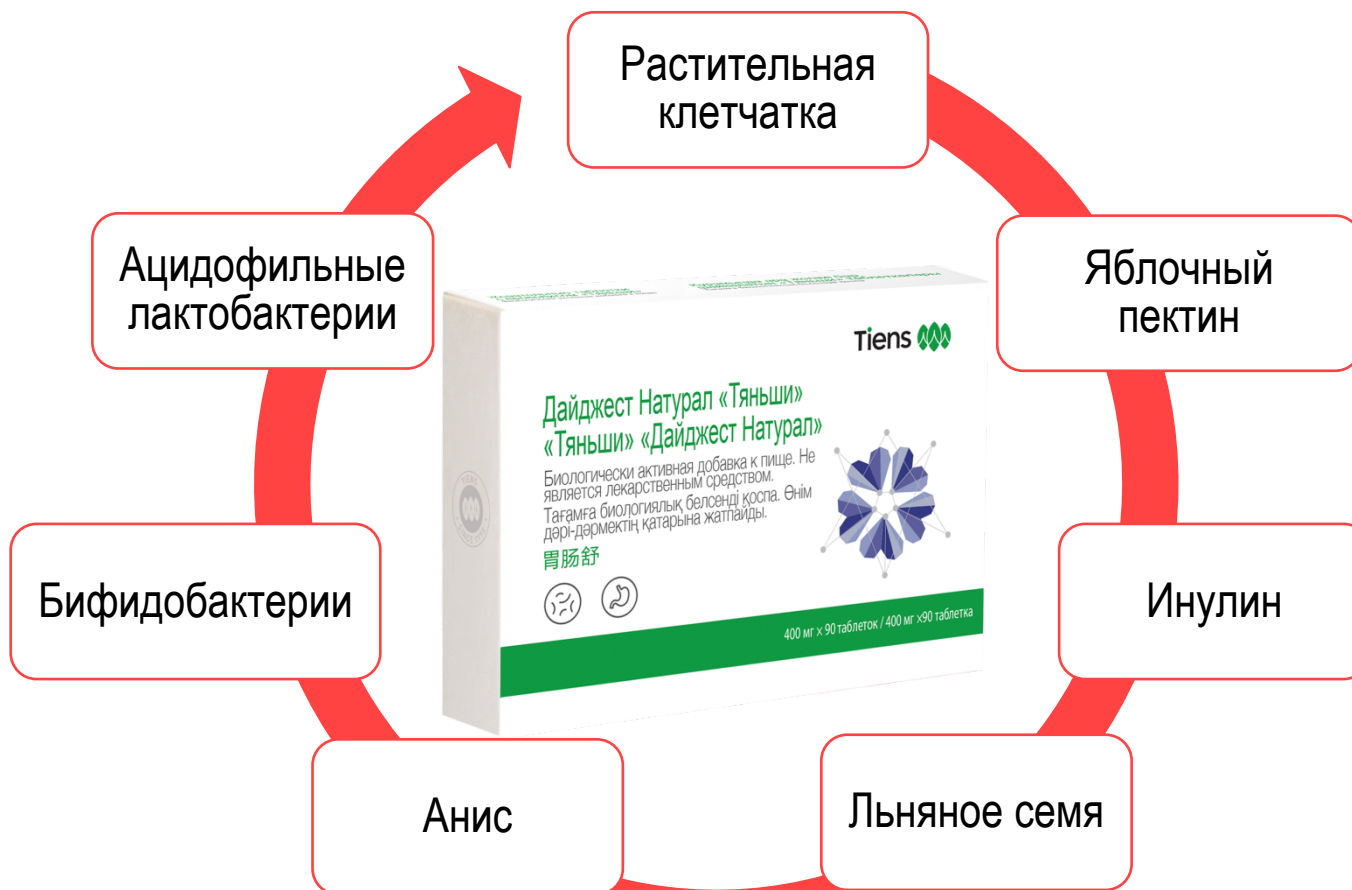 Растительная
клетчатка
Яблочный
пектин
Инулин
Льняное семя
Анис
Бифидобактерии
Ацидофильные
лактобактерии
Tiens
Дайджест Натурал «Тяньши»
«Тяньши» «Дайджест Натурал»
Биологически активная добавка к пище. Не
является лекарственным средством.
Тағамға биологиялық белсенді қоспа. Өнім
дәрі-дәрмектің қатарына жатпайды.
胃肠舒
400 мг × 90 таблеток / 400 мг ×90 таблетка
TIENS